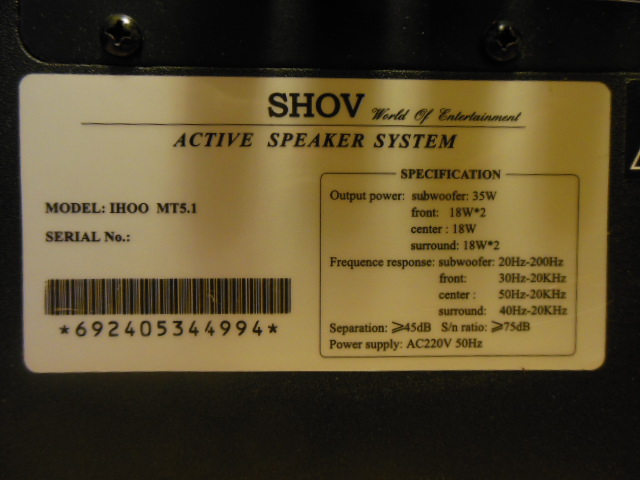 SHOV World Of Entertainment
ACTIVE SPEAKER SYSTEM
MODEL: IHOO MT5.1
SERIAL No.:
*692405344994*
SPECIFICATION
Output power: subwoofer: 35W
front: 18W*2
center : 18W
surround: 18W*2
Frequence response: subwoofer: 20Hz-200Hz
front: 30Hz-20KHz
center : 50Hz-20KHz
surround: 40Hz-20KHz
Separation: ⩾45dB S/n ratio: ⩾75dB
Power supply: AC220V 50Hz